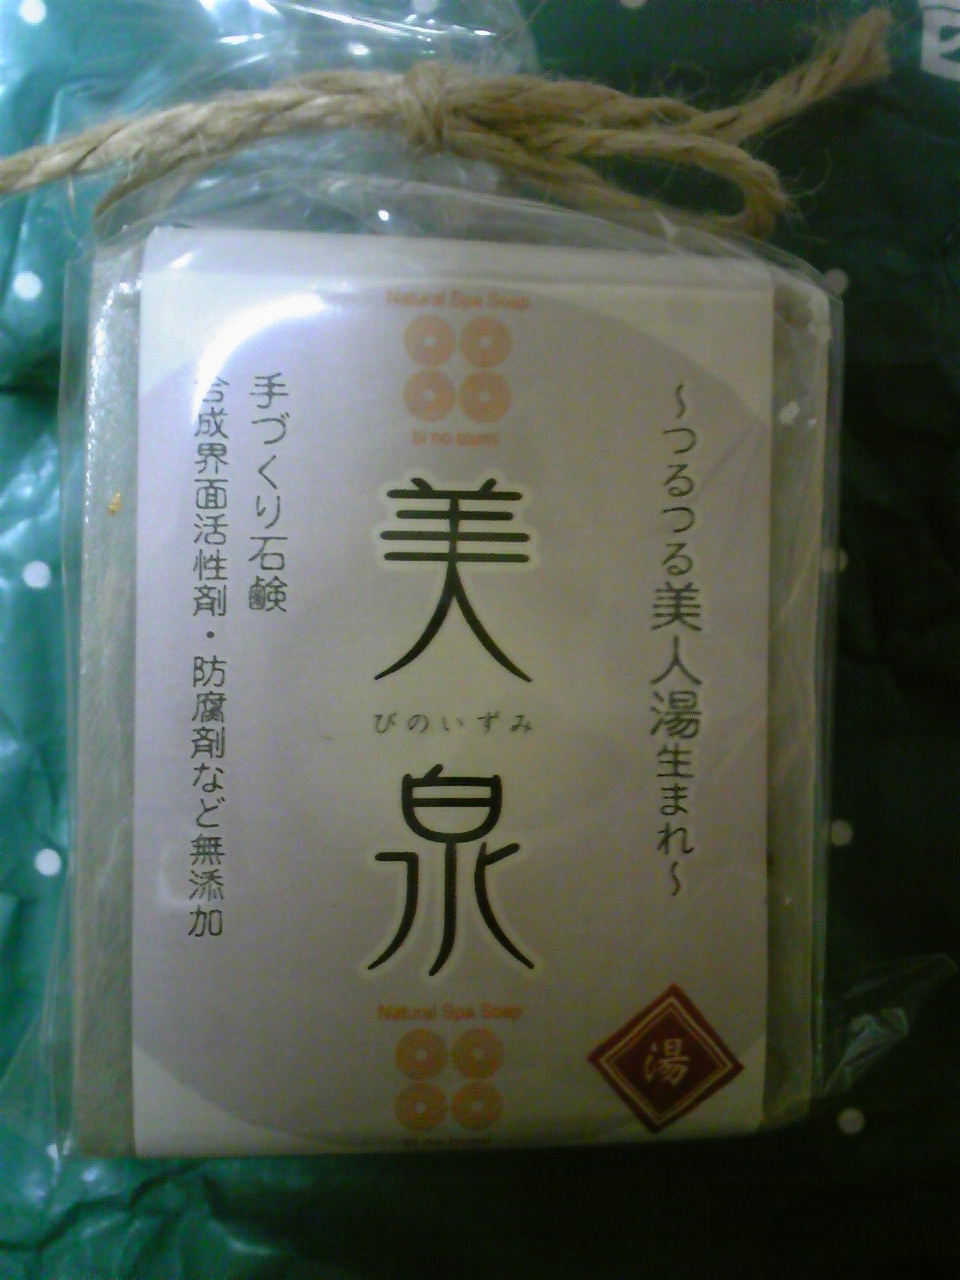 Natural Spa Soap
bi no izumi
〜つるつる美人湯生まれ〜
美泉
びのいずみ
手づくり石鹸
合成界面活性剤・防腐剤など無添加
Natural Spa Soap
湯